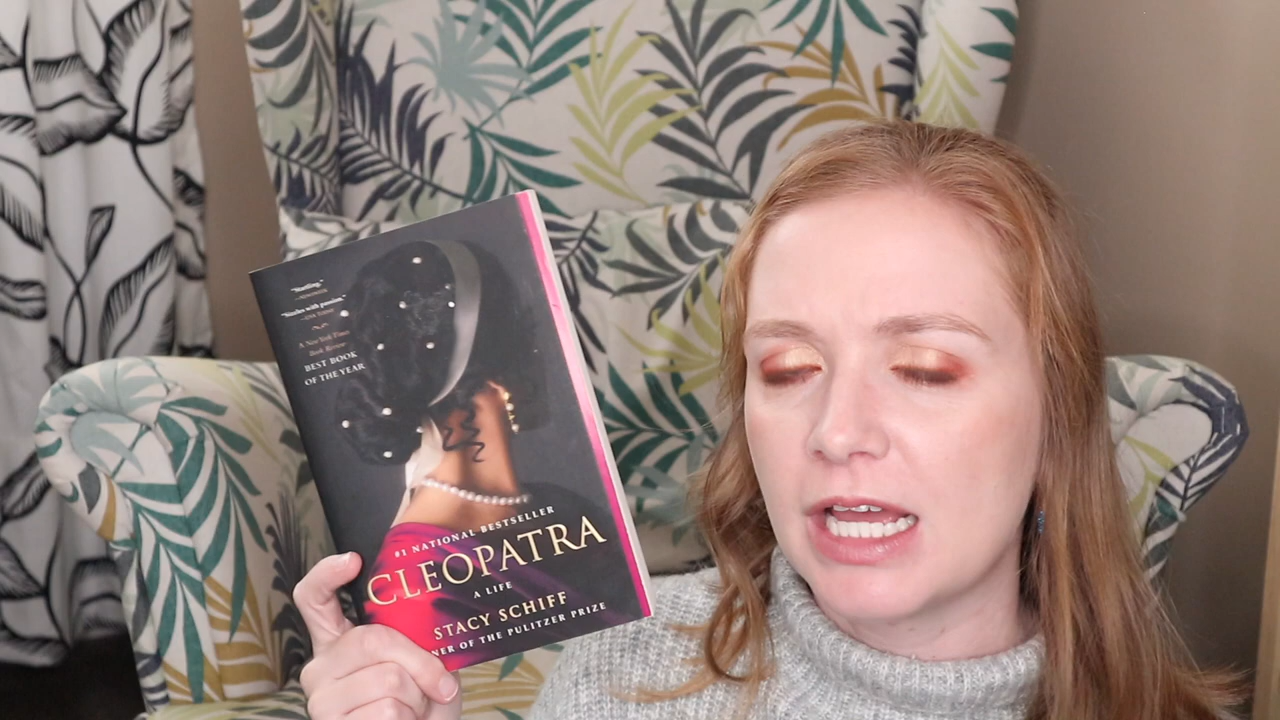 "Startling."
"Sizzles with passion."
A New York Times
Book Review
BEST BOOK
OF THE YEAR
#1 NATIONAL BESTSELLER
CLEOPATRA
A LIFE
STACY SCHIFF
NER OF THE PULITZER PRIZE